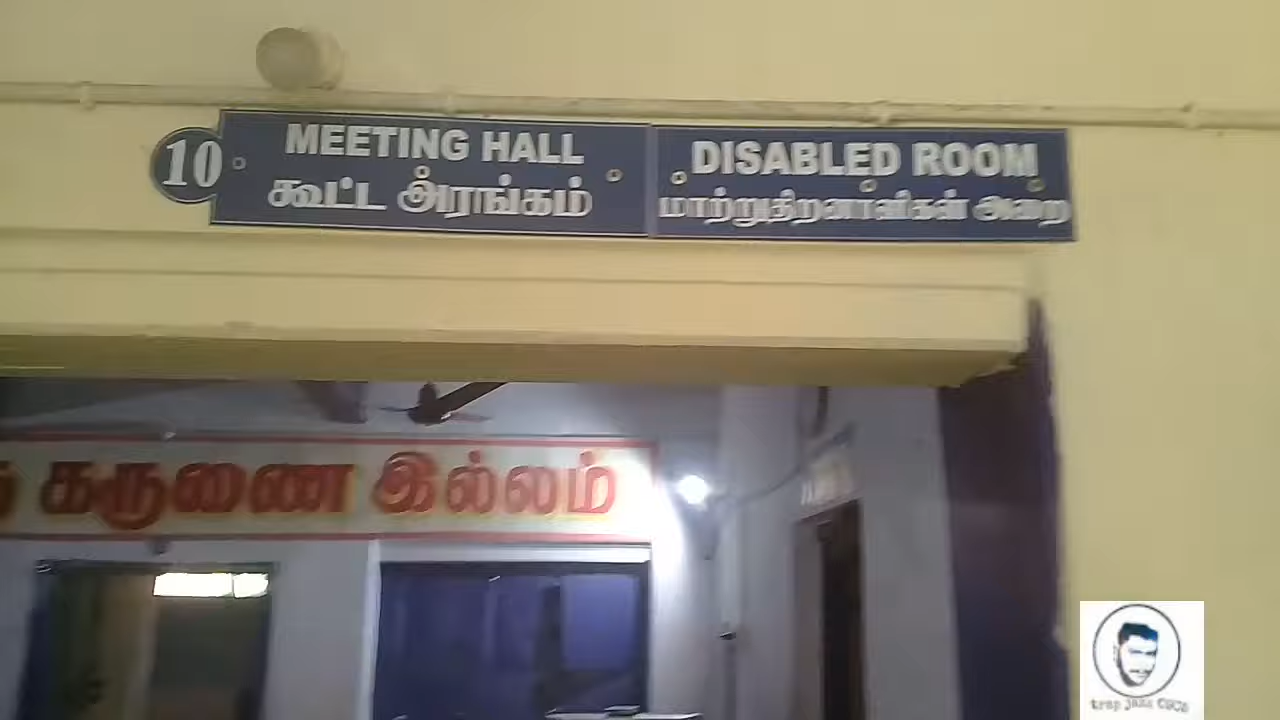 10
MEETING HALL
கூட்ட அரங்கம்
DISABLED ROOM
மாற்றுதிறனாளிகள் அறை
கருணை இல்லம்